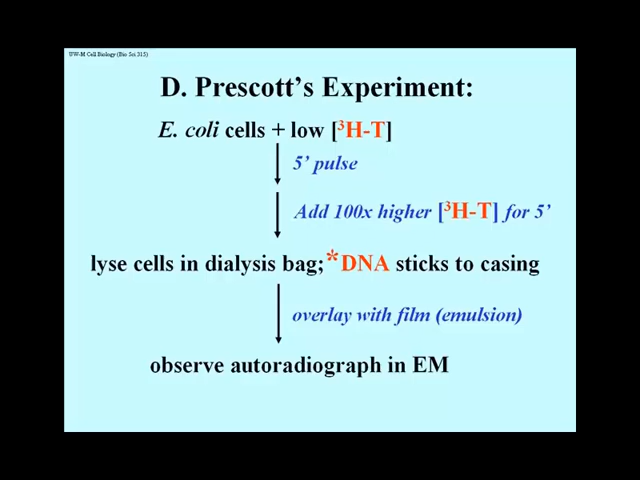 UW-M Cell Biology (Bio Sci 315)
D. Prescott's Experiment:
E. coli cells + low [³H-T]
5' pulse
Add 100x higher [³H-T] for 5'
lyse cells in dialysis bag;*DNA sticks to casing
overlay with film (emulsion)
observe autoradiograph in EM